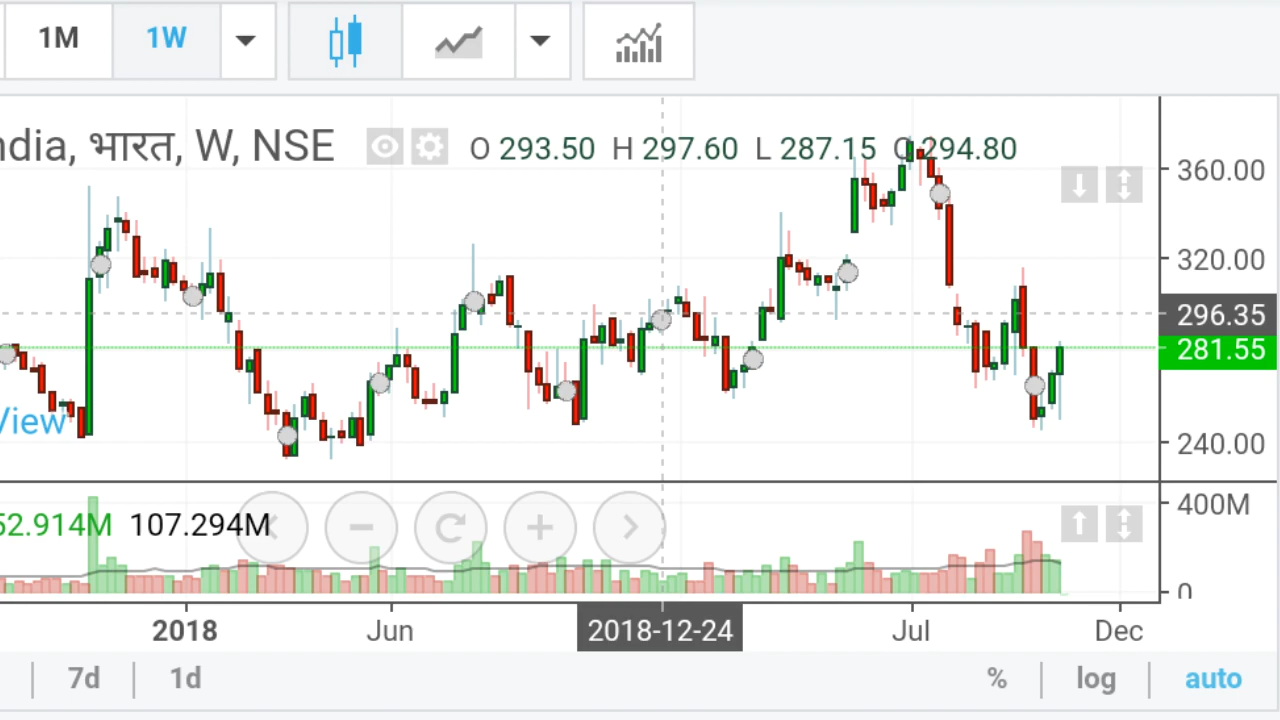 1M 1W
ndia, भारत, W, NSE O 293.50 H 297.60 L 287.15 C 294.80
360.00
320.00
296.35
281.55
View
240.00
52.914M 107.294M
400M
0
2018 Jun 2018-12-24 Jul Dec
7d 1d % log auto